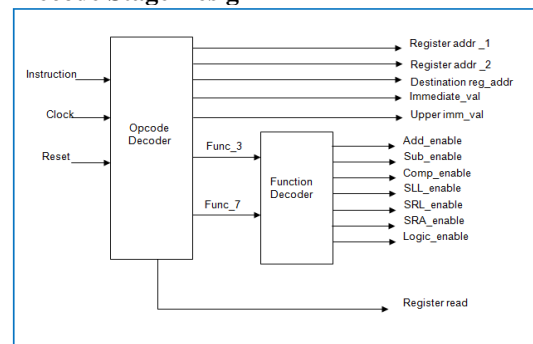 Register addr _1
Register addr _2
Instruction
Destination reg_addr
Immediate_val
Clock
Upper imm_val
Opcode
Decoder
Add_enable
Func_3
Sub_enable
Reset
Comp_enable
Function
Decoder
SLL_enable
SRL_enable
Func_7
SRA_enable
Logic_enable
Register read